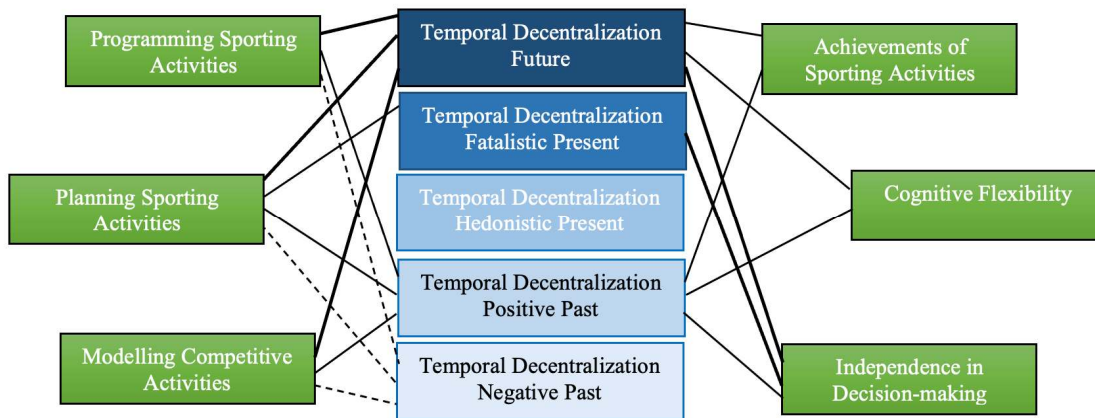 Programming Sporting
Activities
Temporal Decentralization
Future
Achievements of
Sporting Activities
Temporal Decentralization
Fatalistic Present
Planning Sporting
Activities
Temporal Decentralization
Hedonistic Present
Cognitive Flexibility
Temporal Decentralization
Positive Past
Modelling Competitive
Activities
Temporal Decentralization
Negative Past
Independence in
Decision-making